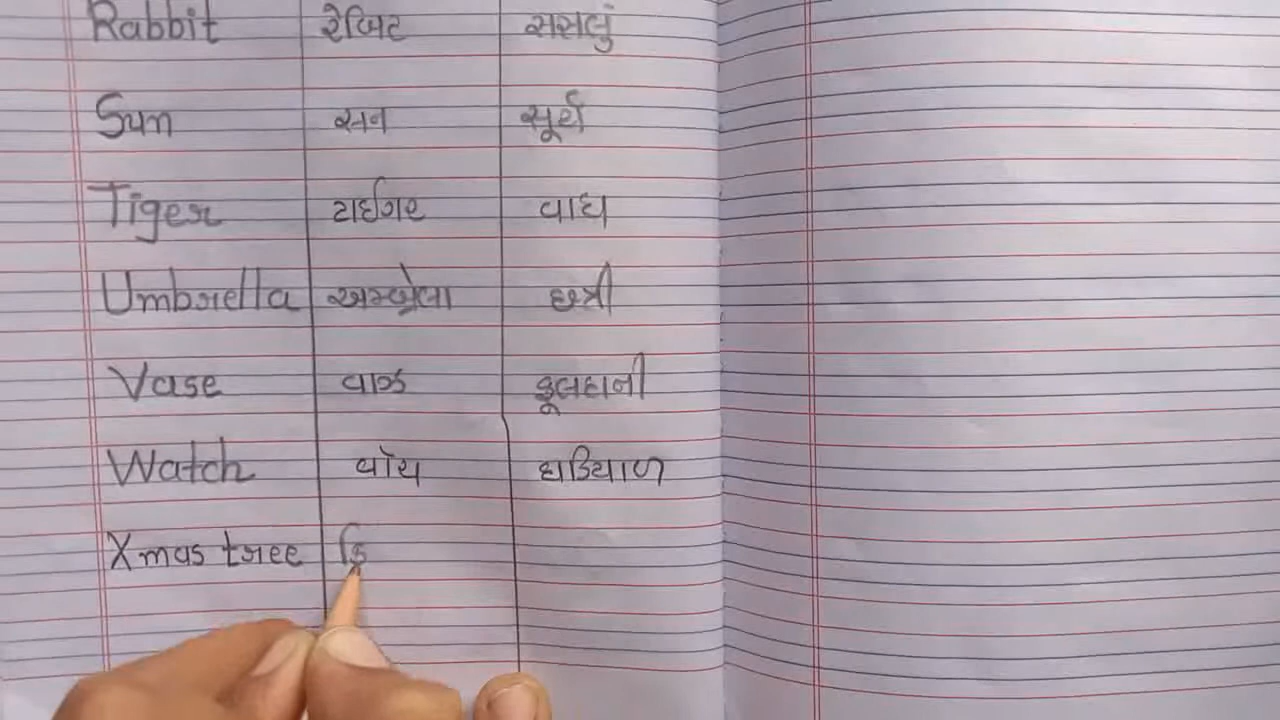 Rabbit રેબિટ સસલું
Sun સન સૂર્ય
Tiger ટાઈગર વાઘ
Umbrella અમ્બ્રેલા છત્રી
Vase વાઝ ફૂલદાની
Watch વૉચ ઘડિયાળ
Xmas tree ક્રિ